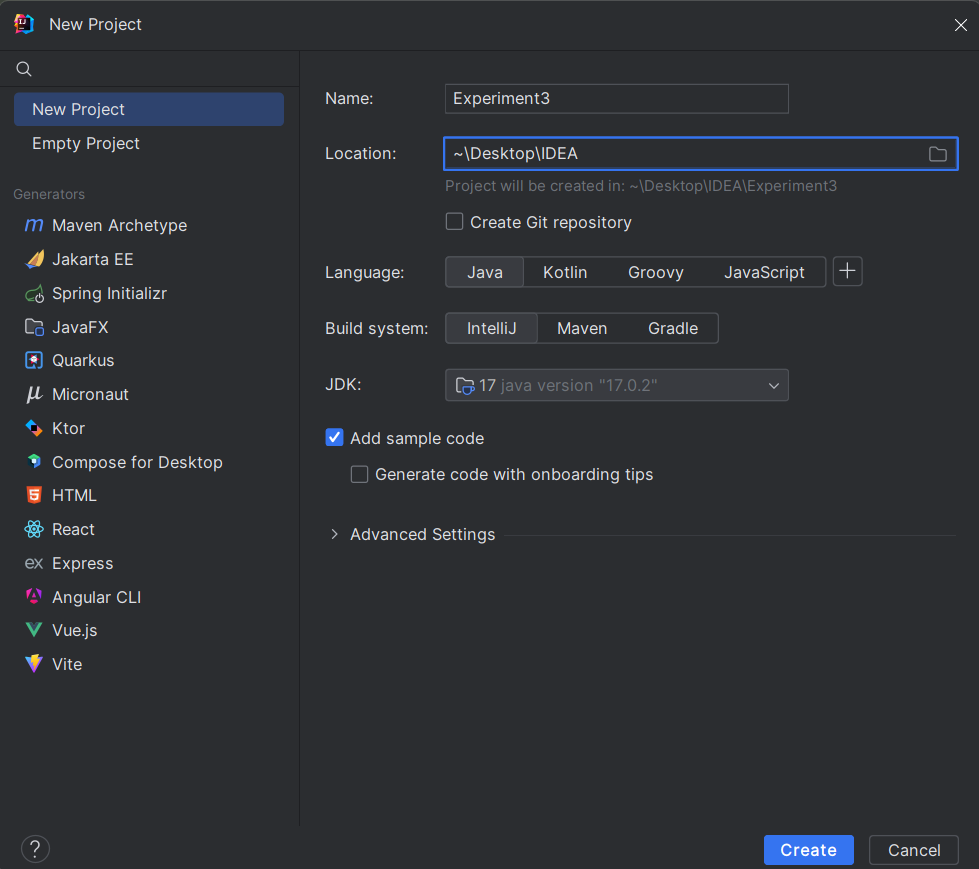 New Project
New Project
Empty Project
Generators
Maven Archetype
Jakarta EE
Spring Initializr
JavaFX
Quarkus
Micronaut
Ktor
Compose for Desktop
HTML
React
ex Express
Angular CLI
Vue.js
Vite
Name: Experiment3
Location: ~\Desktop\IDEA
Project will be created in: ~\Desktop\IDEA\Experiment3
Create Git repository
Language: Java Kotlin Groovy JavaScript
Build system: IntelliJ Maven Gradle
JDK: 17 java version "17.0.2"
Add sample code
Generate code with onboarding tips
Advanced Settings
? Create Cancel